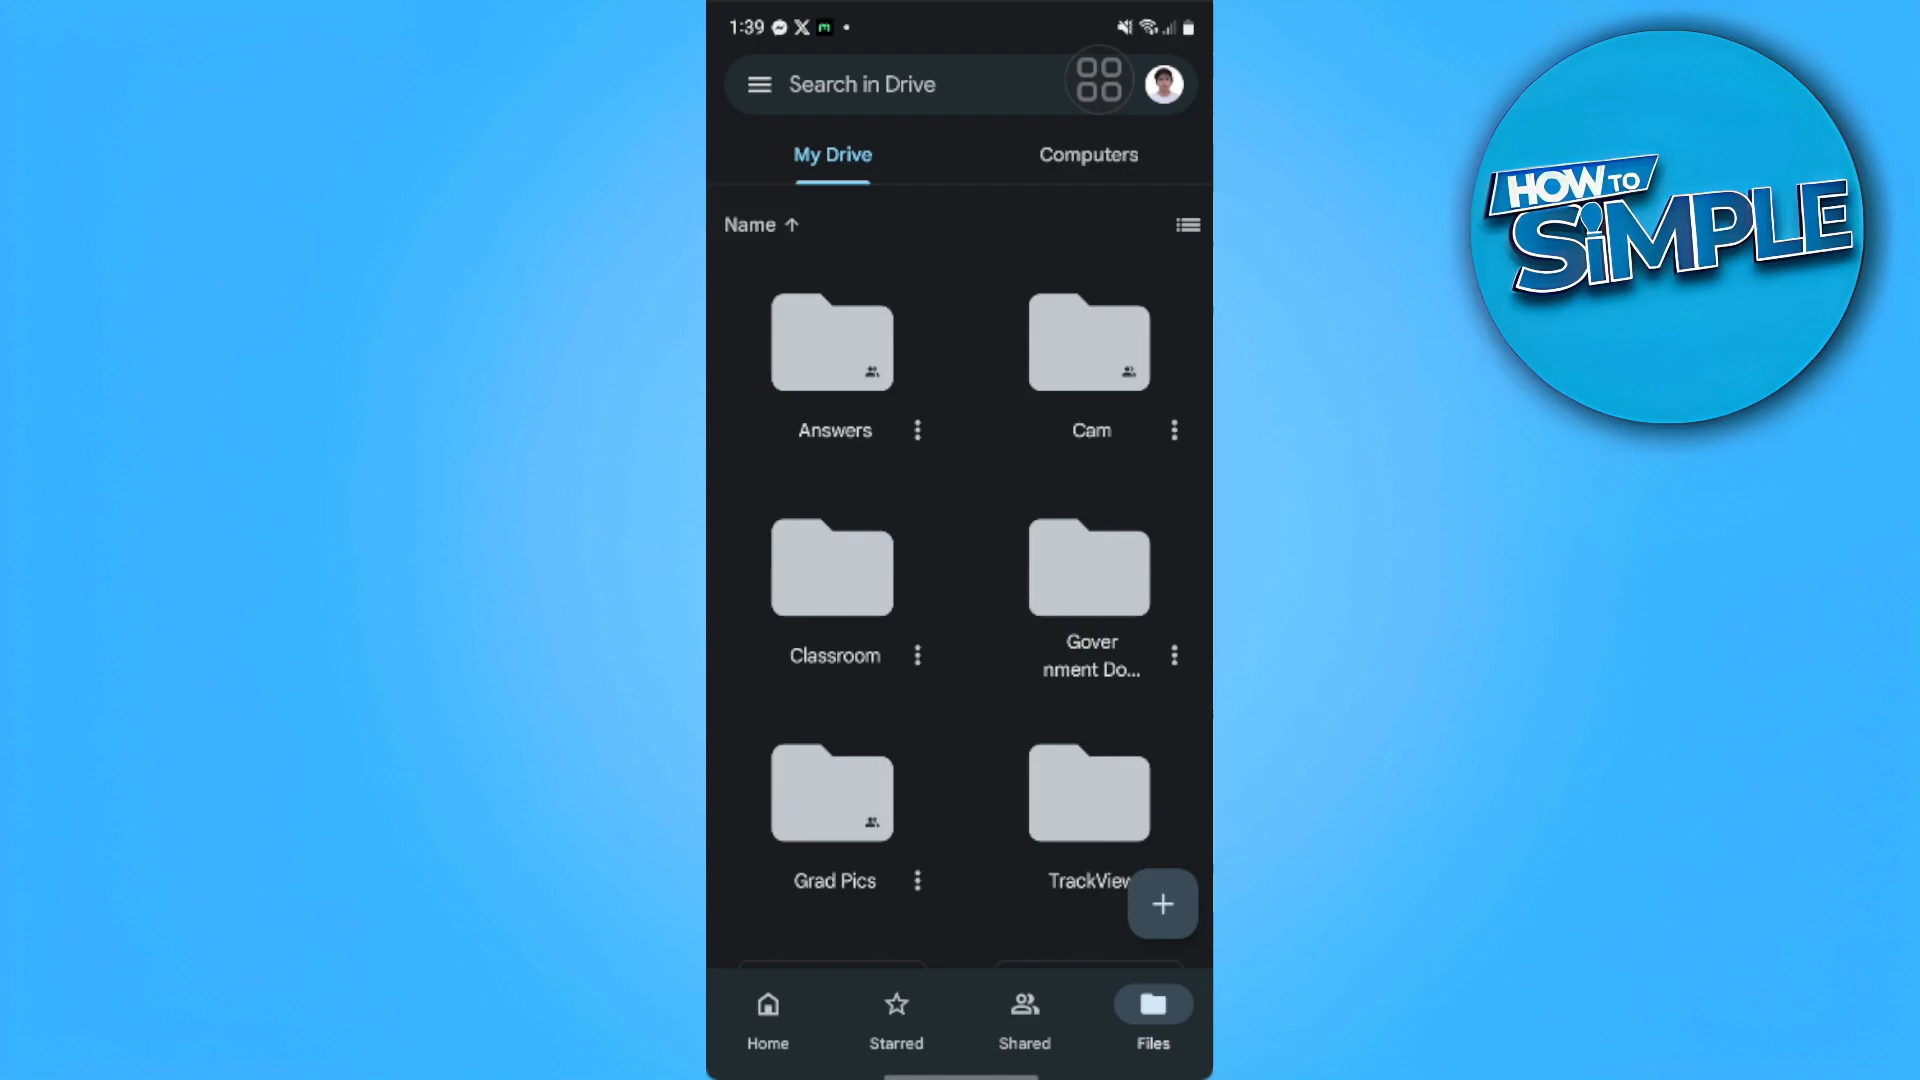 1:39
Search in Drive
My Drive
Computers
Name
Answers
Cam
Classroom
Gover
nment Do...
Grad Pics
TrackView
Home
Starred
Shared
Files
HOW TO
SiMPLE